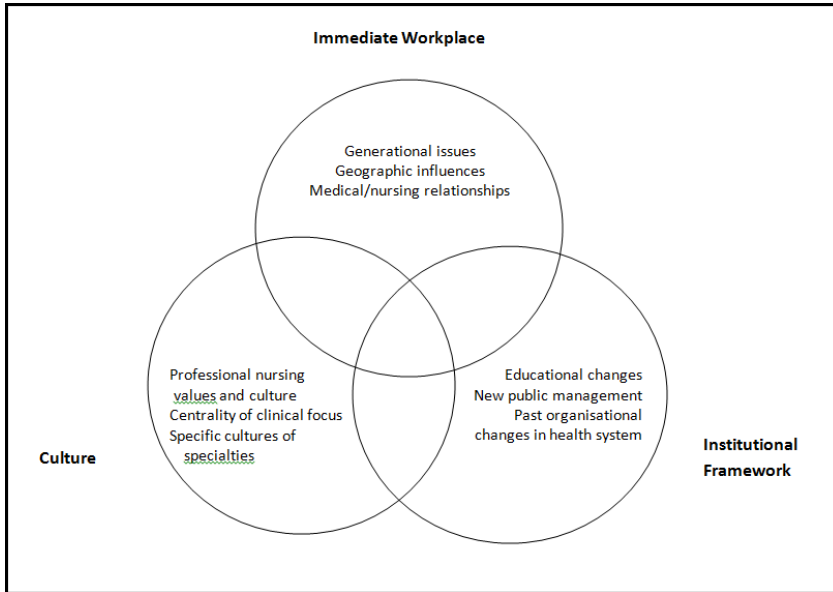 Immediate Workplace
Generational issues
Geographic influences
Medical/nursing relationships
Professional nursing
values and culture
Centrality of clinical focus
Specific cultures of
specialties
Educational changes
New public management
Past organisational
changes in health system
Culture
Institutional
Framework